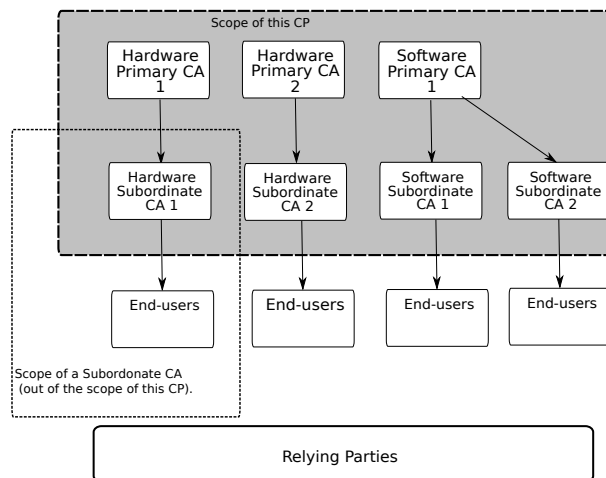 Scope of this CP
Hardware
Primary CA
1
Hardware
Primary CA
2
Software
Primary CA
1
Hardware
Subordinate
CA 1
Hardware
Subordinate
CA 2
Software
Subordinate
CA 1
Software
Subordinate
CA 2
End-users
End-users
End-users
End-users
Scope of a Subordonate CA
(out of the scope of this CP).
Relying Parties